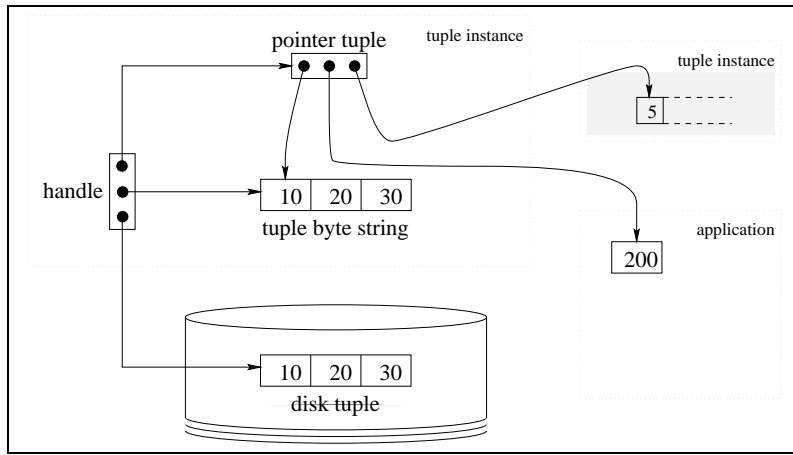 pointer tuple
tuple instance
tuple instance
5
handle
10 20 30
tuple byte string
application
200
10 20 30
disk tuple